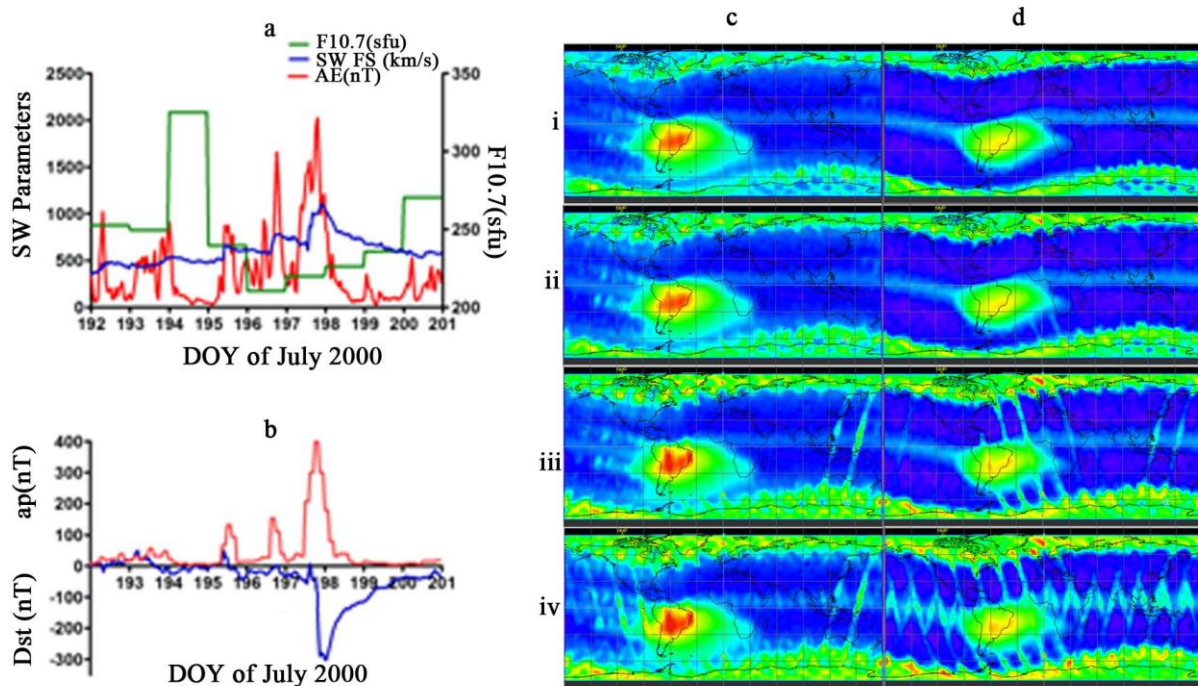 a
F10.7(sfu)
SW FS (km/s)
AE(nT)
2500
2000
1500
1000
500
0
350
300
250
200
SW Parameters
F10.7(sfu)
192 193 194 195 196 197 198 199 200 201
DOY of July 2000
b
400
300
200
100
0
-100
-200
-300
ap(nT)
Dst (nT)
193 194 195 196 197 198 199 200 201
DOY of July 2000
c d
i
ii
iii
iv